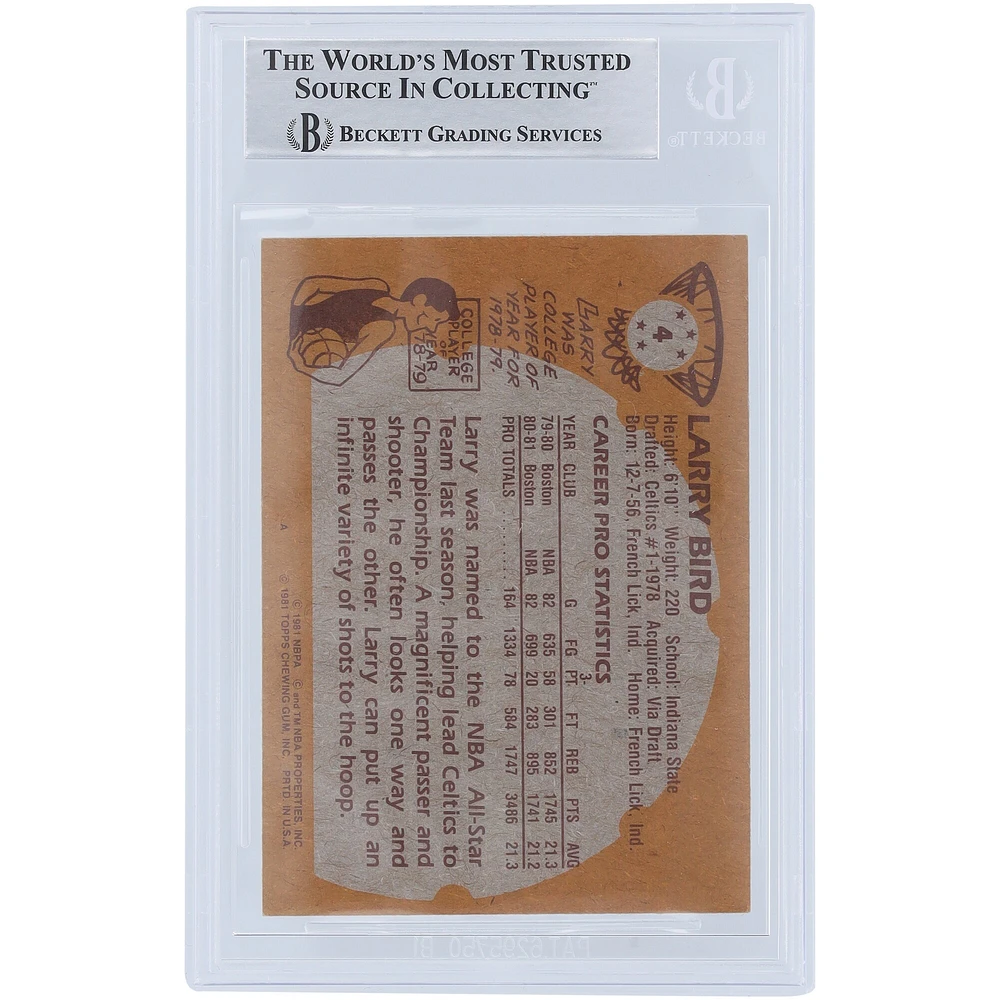 THE WORLD'S MOST TRUSTED
SOURCE IN COLLECTING™
B BECKETT GRADING SERVICES
B
BECKETT®
4
LARRY BIRD
Height: 6'10" Weight: 220 School: Indiana State
Drafted: Celtics #1-1978 Acquired: Via Draft
Born: 12-7-56, French Lick, Ind. Home: French Lick, Ind.
CAREER PRO STATISTICS
YEAR CLUB G FG 3-PT FT REB PTS AVG
79-80 Boston NBA 82 635 58 301 852 1745 21.3
80-81 Boston NBA 82 699 20 283 895 1741 21.2
PRO TOTALS ........... 164 1334 78 584 1747 3486 21.3
LARRY
WAS
COLLEGE
PLAYER OF
YEAR FOR
1978-79.
COLLEGE
PLAYER
OF
YEAR
78-79
Larry was named to the NBA All-Star
Team last season, helping lead Celtics to
Championship. A magnificent passer and
shooter, he often looks one way and
passes the other. Larry can put up an
infinite variety of shots to the hoop.
A
© 1981 NBPA © and TM NBA PROPERTIES, INC.
© 1981 TOPPS CHEWING GUM, INC. PRTD. IN U.S.A.
PAT 5295750 B1